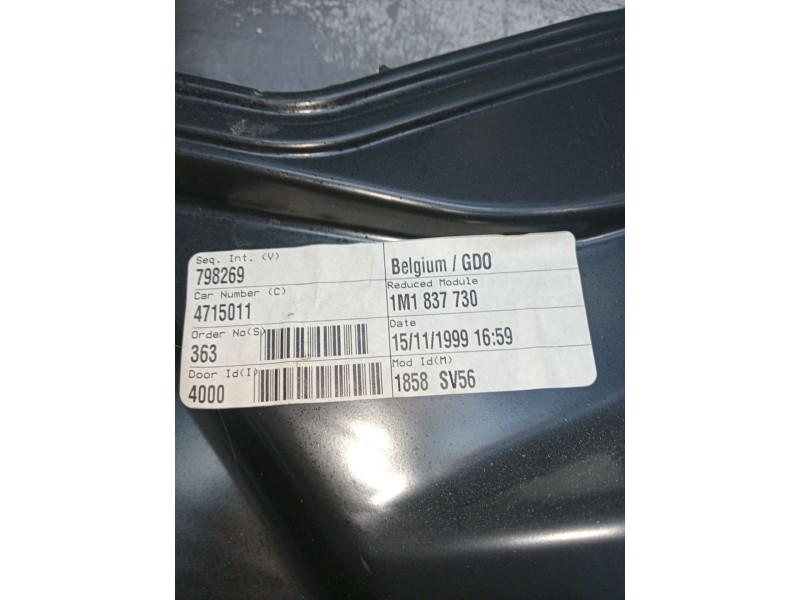 Seq. Int. (V)
798269
Car Number (C)
4715011
Order No(S)
363
Door Id(I)
4000
Belgium / GDO
Reduced Module
1M1 837 730
Date
15/11/1999 16:59
Mod Id(M)
1858 SV56